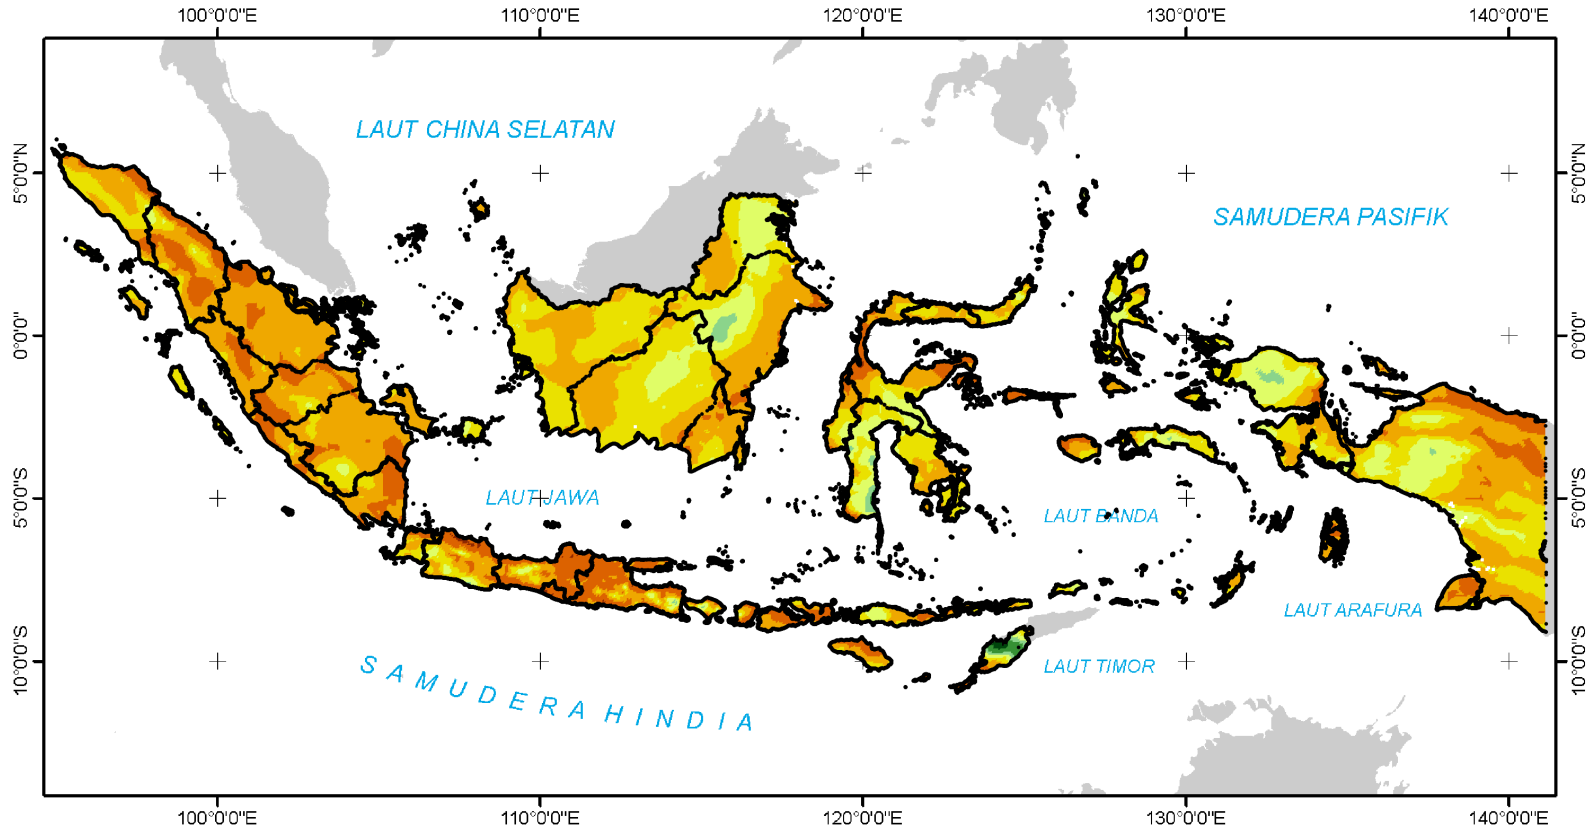 100°0'0"E 110°0'0"E 120°0'0"E 130°0'0"E 140°0'0"E
LAUT CHINA SELATAN
5°0'0"N 5°0'0"N
SAMUDERA PASIFIK
0°0'0" 0°0'0"
LAUT JAWA
5°0'0"S 5°0'0"S
LAUT BANDA
LAUT ARAFURA
10°0'0"S 10°0'0"S
LAUT TIMOR
SAMUDERA HINDIA
100°0'0"E 110°0'0"E 120°0'0"E 130°0'0"E 140°0'0"E